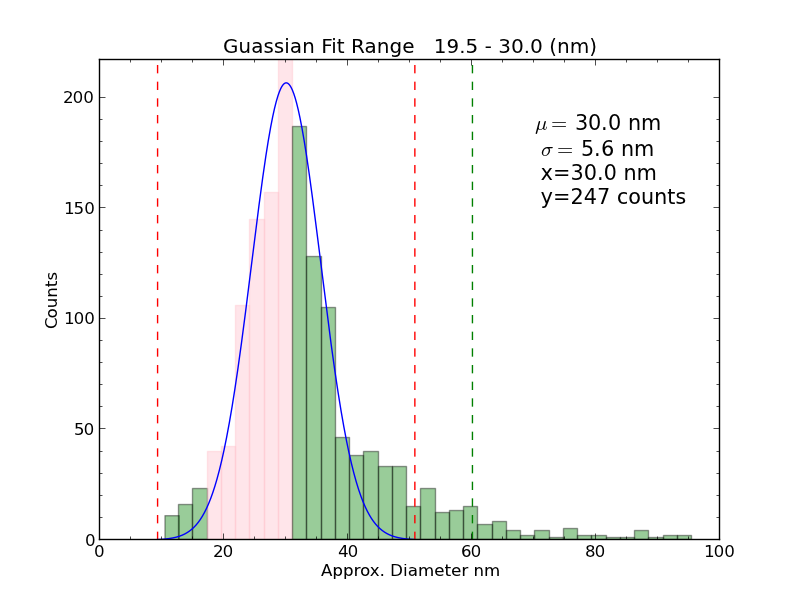 Guassian Fit Range   19.5 - 30.0 (nm)
200
150
100
50
0
Counts
μ = 30.0 nm
σ = 5.6 nm
x=30.0 nm
y=247 counts
0 20 40 60 80 100
Approx. Diameter nm